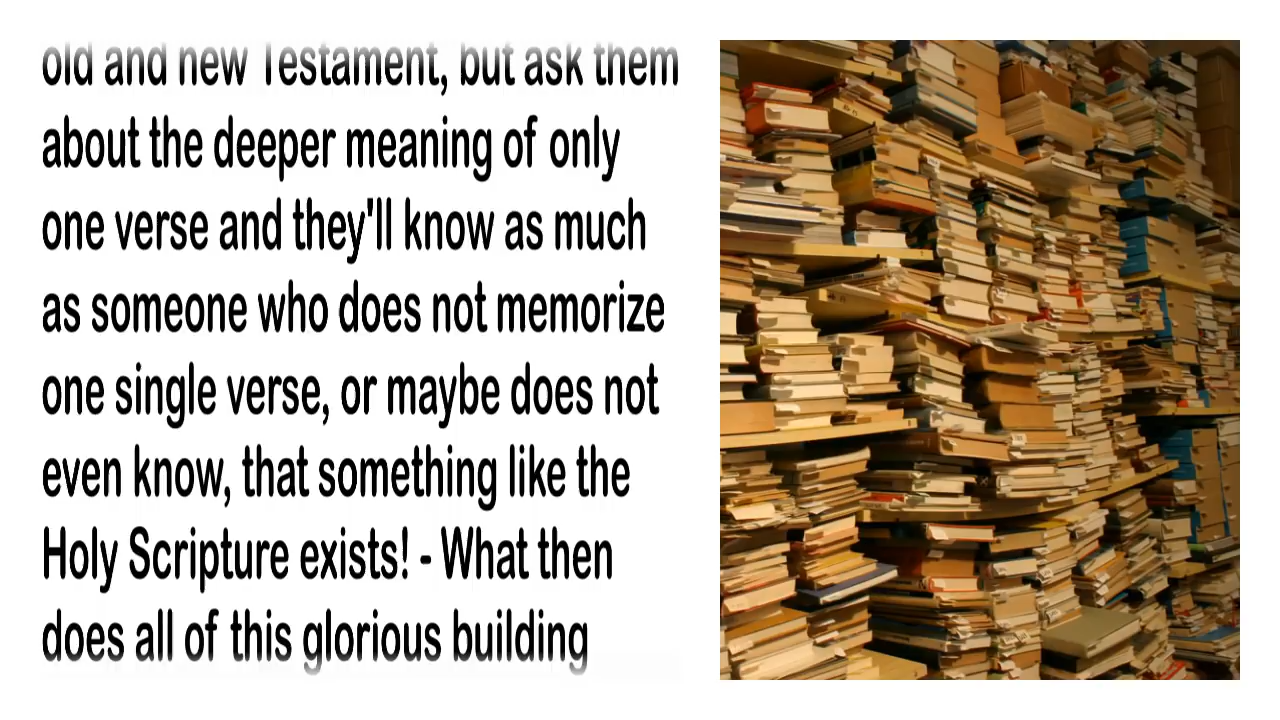 old and new Testament, but ask them
about the deeper meaning of only
one verse and they'll know as much
as someone who does not memorize
one single verse, or maybe does not
even know, that something like the
Holy Scripture exists! - What then
does all of this glorious building